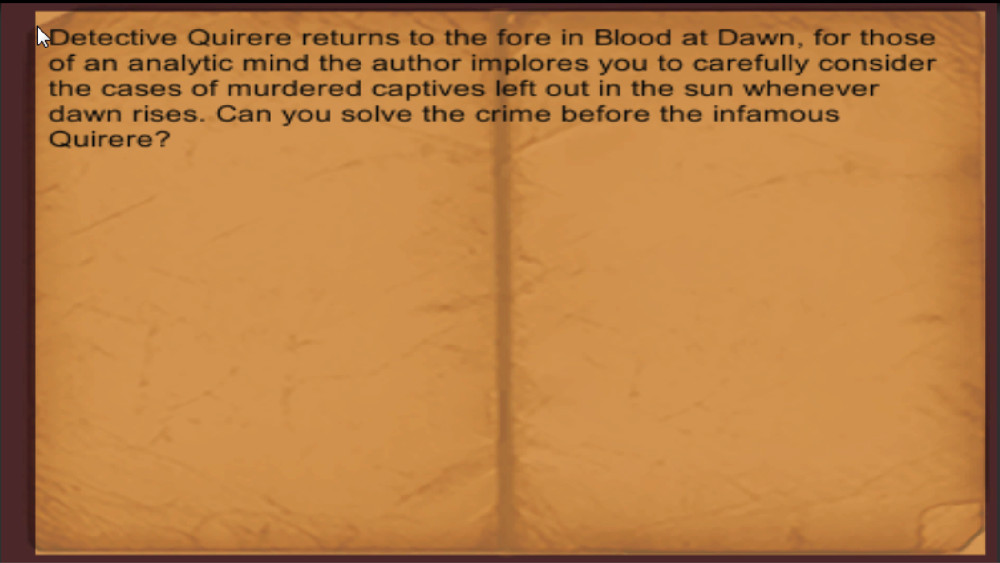 Detective Quirere returns to the fore in Blood at Dawn, for those
of an analytic mind the author implores you to carefully consider
the cases of murdered captives left out in the sun whenever
dawn rises. Can you solve the crime before the infamous
Quirere?